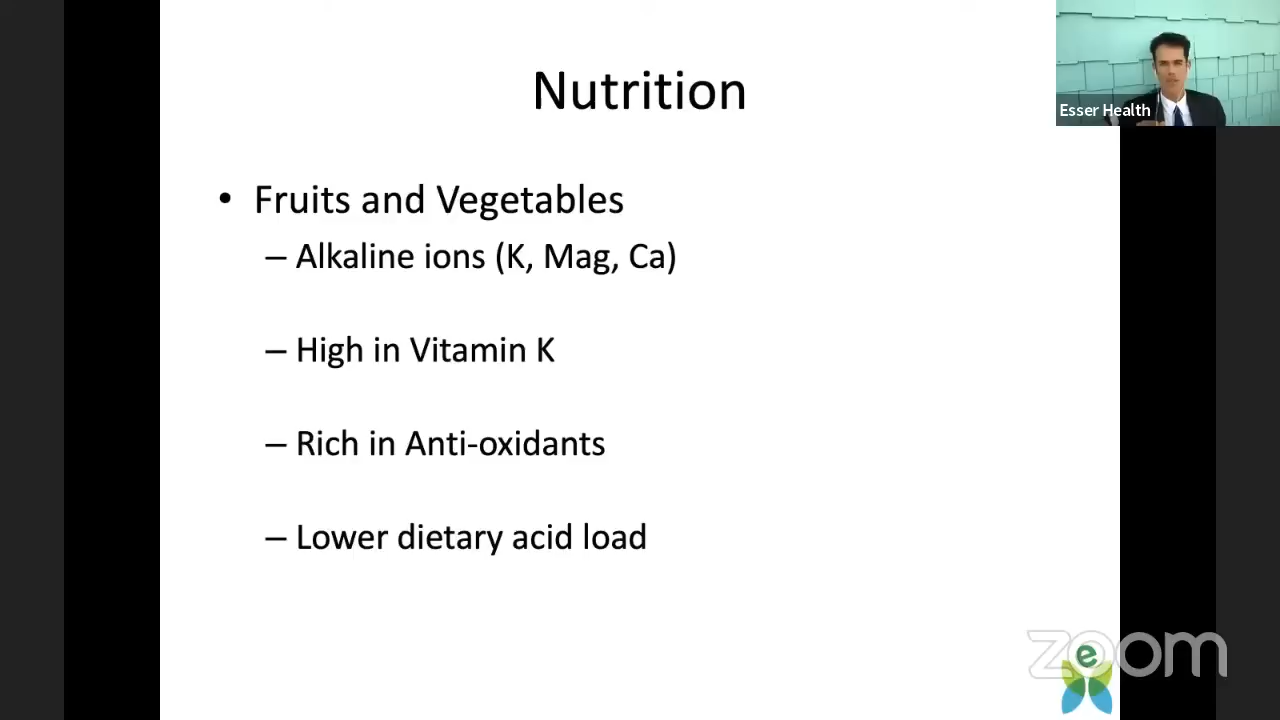 Nutrition
Esser Health
• Fruits and Vegetables
– Alkaline ions (K, Mag, Ca)
– High in Vitamin K
– Rich in Anti-oxidants
– Lower dietary acid load
zoom
e